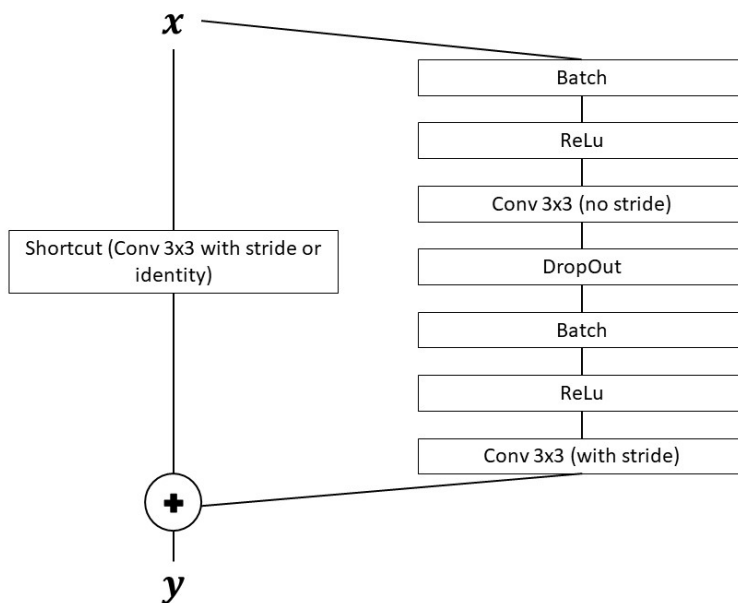 x
Batch
ReLu
Conv 3x3 (no stride)
Shortcut (Conv 3x3 with stride or
identity)
DropOut
Batch
ReLu
Conv 3x3 (with stride)
+
y